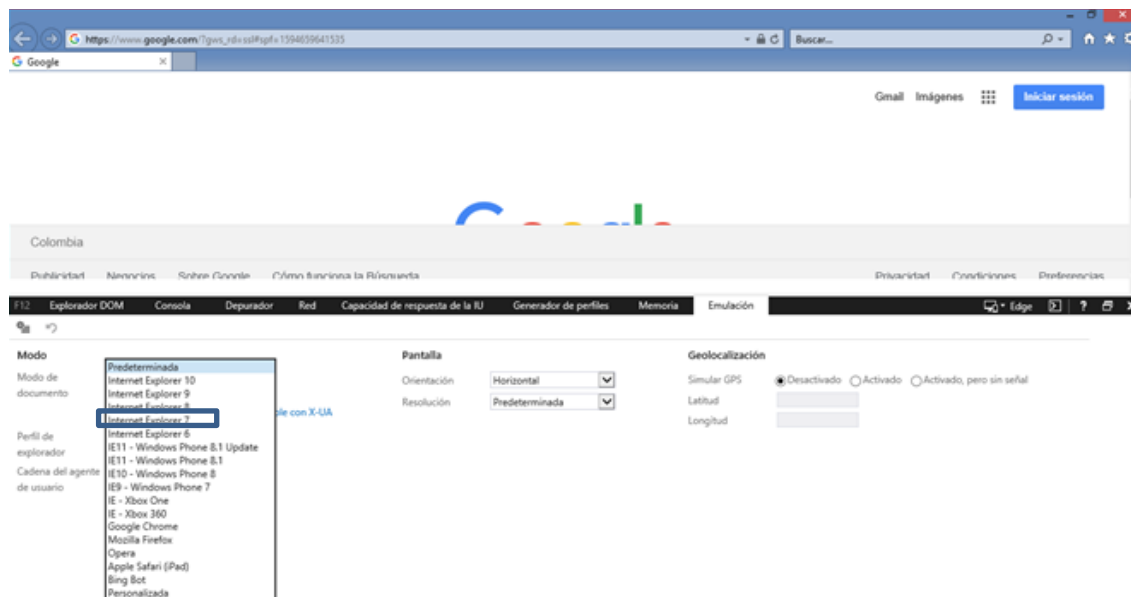 https://www.google.com/?gws_rd=ssl#spf=1594659641535
Buscar...
Google
Gmail Imágenes Iniciar sesión
Google
Colombia
Publicidad Negocios Sobre Google Cómo funciona la Búsqueda Privacidad Condiciones Preferencias
F12 Explorador DOM Consola Depurador Red Capacidad de respuesta de la IU Generador de perfiles Memoria Emulación Edge ?
Modo
Modo de
documento
Perfil de
explorador
Cadena del agente
de usuario
Predeterminada
Internet Explorer 10
Internet Explorer 9
Internet Explorer 8
Internet Explorer 7
Internet Explorer 6
IE11 - Windows Phone 8.1 Update
IE11 - Windows Phone 8.1
IE10 - Windows Phone 8
IE9 - Windows Phone 7
IE - Xbox One
IE - Xbox 360
Google Chrome
Mozilla Firefox
Opera
Apple Safari (iPad)
Bing Bot
Personalizada
con X-UA
Pantalla
Orientación Horizontal
Resolución Predeterminada
Geolocalización
Simular GPS Desactivado Activado Activado, pero sin señal
Latitud
Longitud